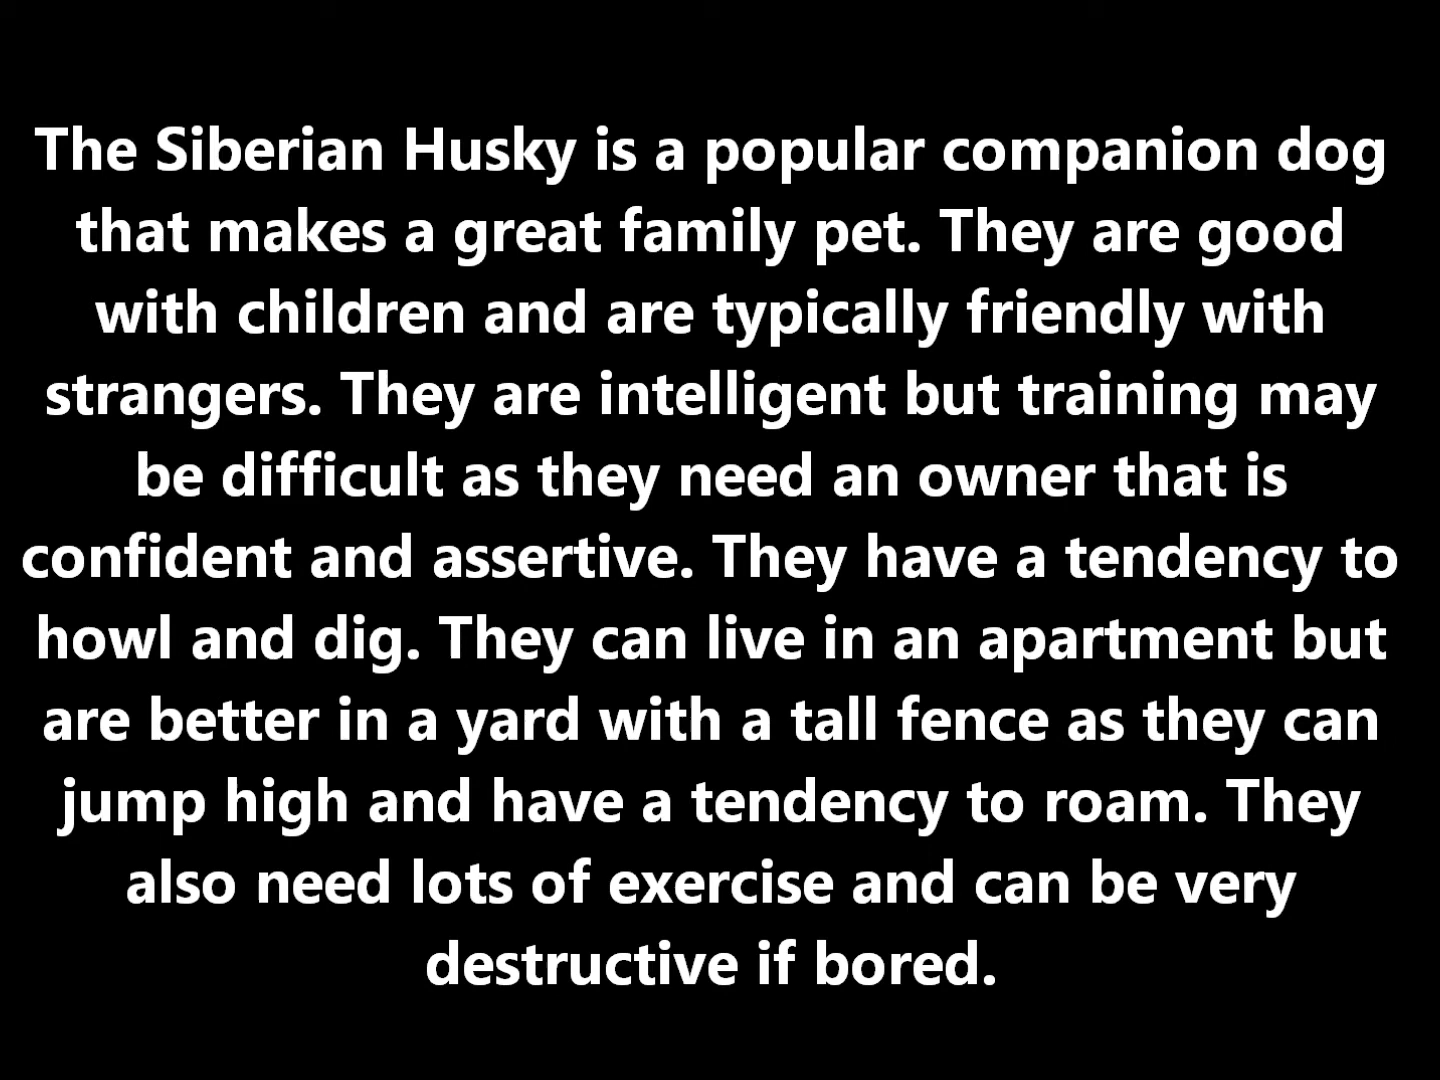 The Siberian Husky is a popular companion dog
that makes a great family pet. They are good
with children and are typically friendly with
strangers. They are intelligent but training may
be difficult as they need an owner that is
confident and assertive. They have a tendency to
howl and dig. They can live in an apartment but
are better in a yard with a tall fence as they can
jump high and have a tendency to roam. They
also need lots of exercise and can be very
destructive if bored.